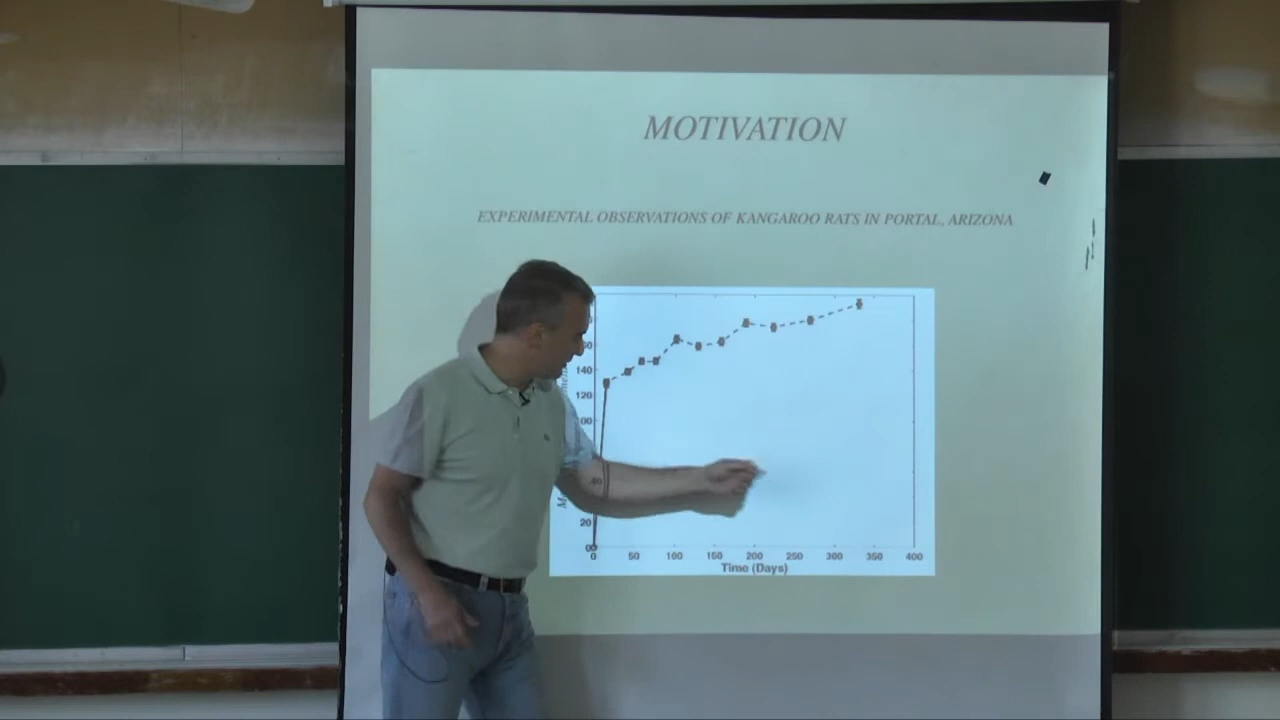 MOTIVATION
EXPERIMENTAL OBSERVATIONS OF KANGAROO RATS IN PORTAL, ARIZONA
140
120
20
0
0 50 100 150 200 250 300 350 400
Time (Days)